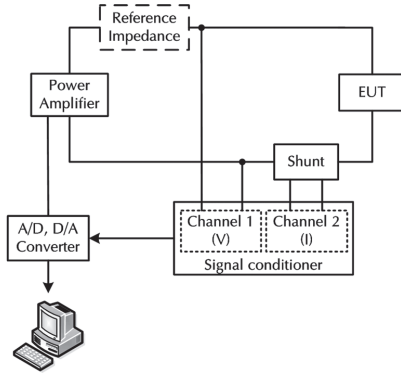 Reference
Impedance
Power
Amplifier
EUT
Shunt
A/D, D/A
Converter
Channel 1
(V)
Channel 2
(I)
Signal conditioner